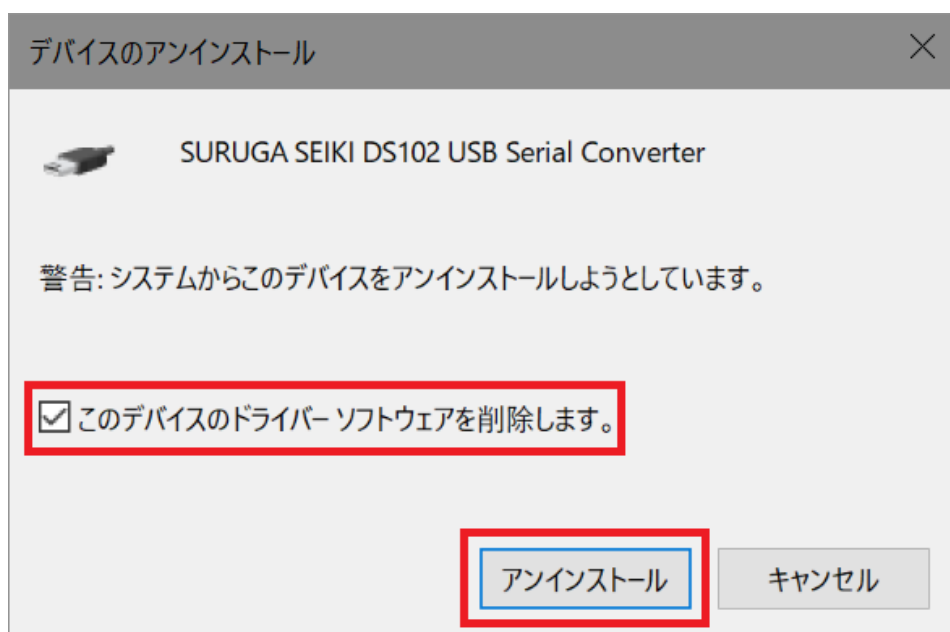 デバイスのアンインストール
SURUGA SEIKI DS102 USB Serial Converter
警告: システムからこのデバイスをアンインストールしようとしています。
このデバイスのドライバー ソフトウェアを削除します。
アンインストール
キャンセル